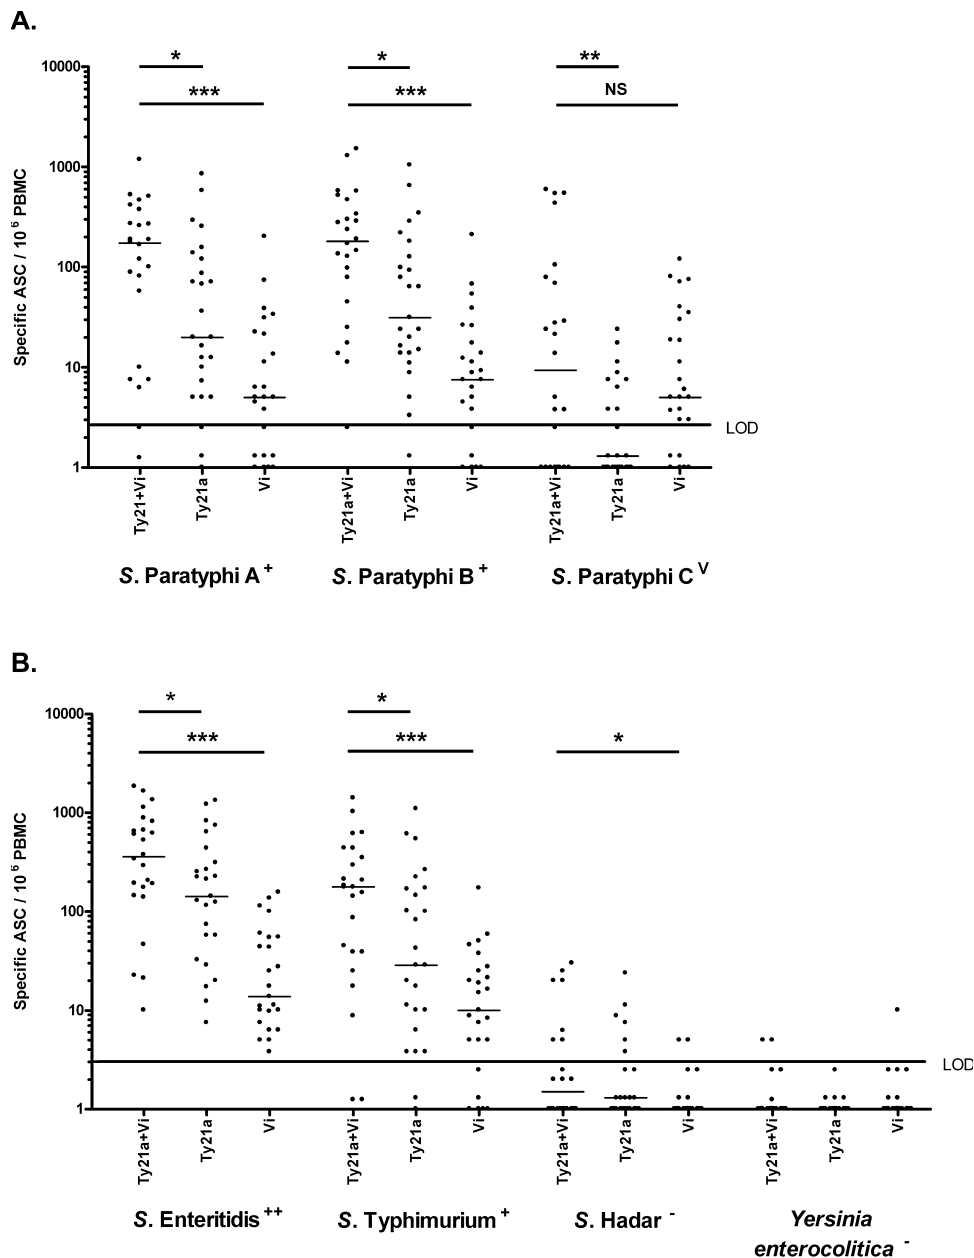 A.
* * **
*** *** NS
10000
1000
100
10
1
Specific ASC / 10⁶ PBMC
LOD
Ty21+Vi Ty21a Vi Ty21a+Vi Ty21a Vi Ty21a+Vi Ty21a Vi
S. Paratyphi A⁺ S. Paratyphi B⁺ S. Paratyphi Cⱽ
B.
* *
*** *** *
10000
1000
100
10
1
Specific ASC / 10⁶ PBMC
LOD
Ty21a+Vi Ty21a Vi Ty21a+Vi Ty21a Vi Ty21a+Vi Ty21a Vi Ty21a+Vi Ty21a Vi
S. Enteritidis⁺⁺ S. Typhimurium⁺ S. Hadar⁻ Yersinia
enterocolitica⁻